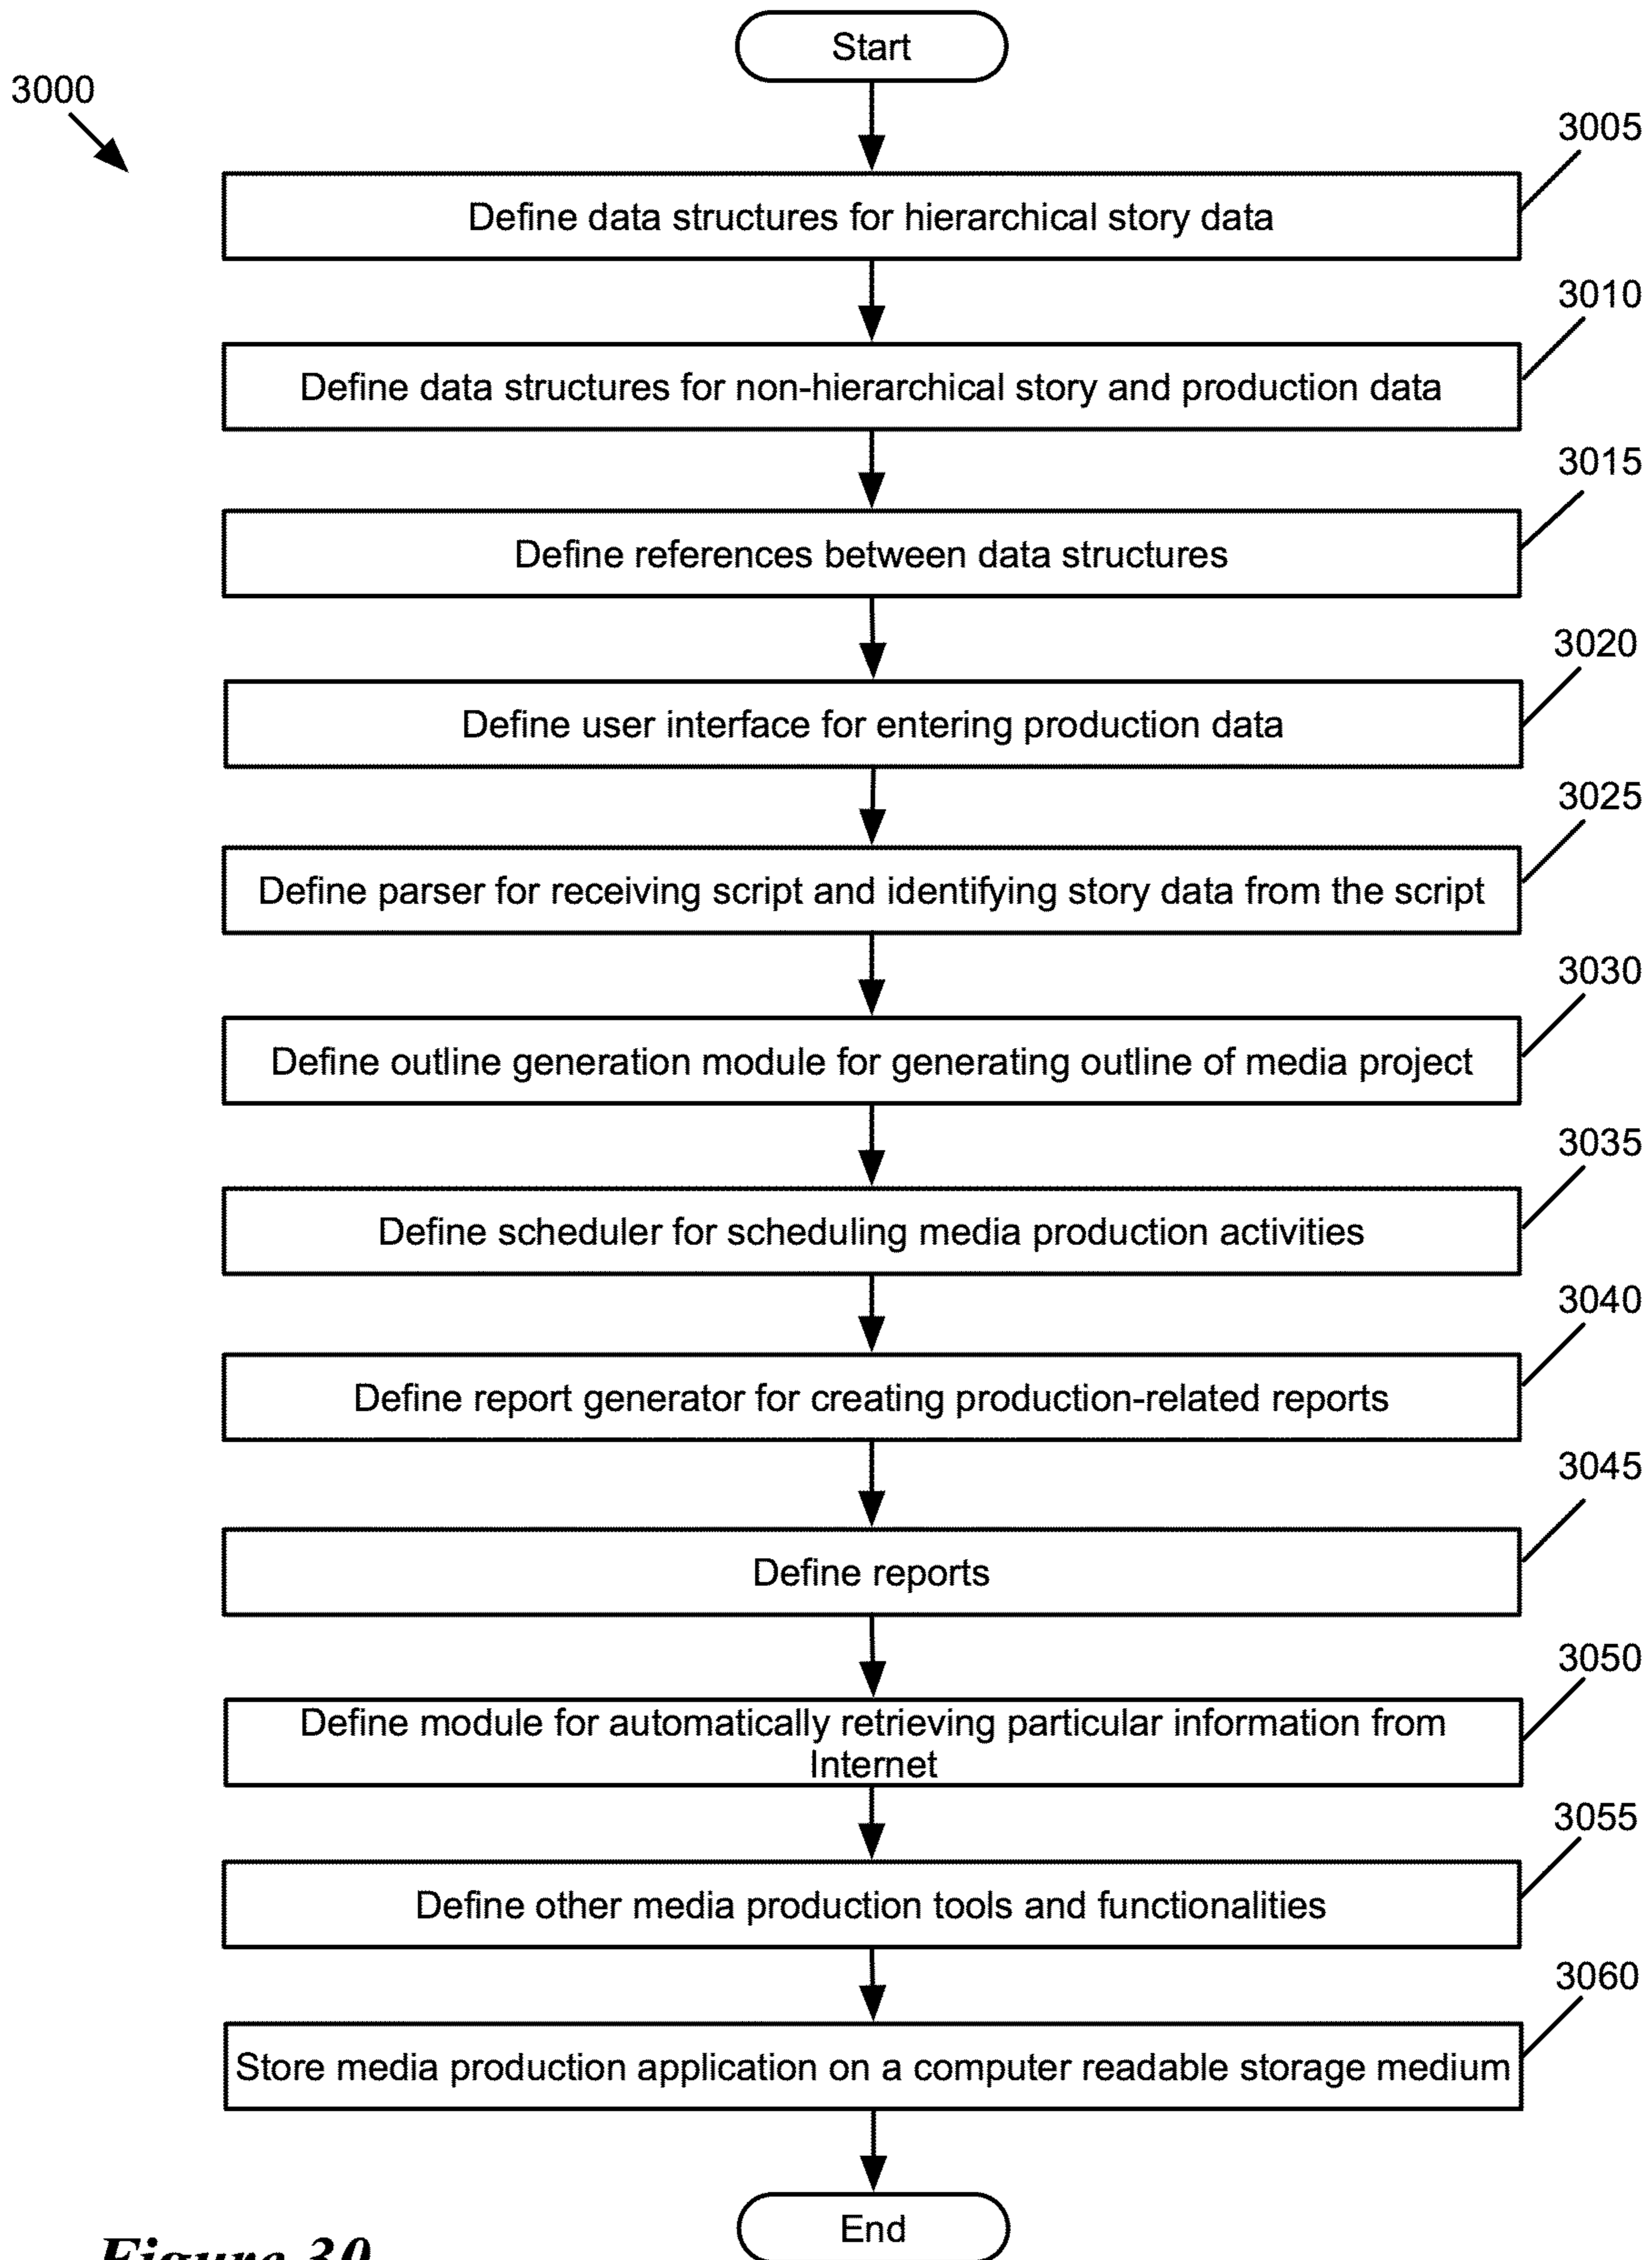 Start
3000
3005
Define data structures for hierarchical story data
3010
Define data structures for non-hierarchical story and production data
3015
Define references between data structures
3020
Define user interface for entering production data
3025
Define parser for receiving script and identifying story data from the script
3030
Define outline generation module for generating outline of media project
3035
Define scheduler for scheduling media production activities
3040
Define report generator for creating production-related reports
3045
Define reports
3050
Define module for automatically retrieving particular information from
Internet
3055
Define other media production tools and functionalities
3060
Store media production application on a computer readable storage medium
End
Figure 30